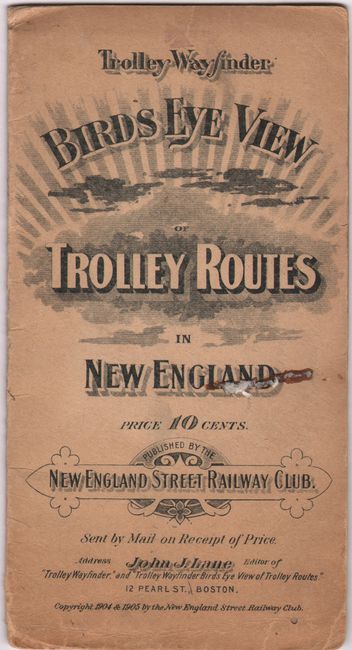 Trolley Wayfinder
BIRDS EYE VIEW
OF
TROLLEY ROUTES
IN
NEW ENGLAND
PRICE 10 CENTS.
PUBLISHED BY THE
NEW ENGLAND STREET RAILWAY CLUB.
Sent by Mail on Receipt of Price.
Address John J. Lane Editor of
"Trolley Wayfinder," and "Trolley Wayfinder Birds Eye View of Trolley Routes."
12 PEARL ST., BOSTON.
Copyright 1904 & 1905 by the New England Street Railway Club.